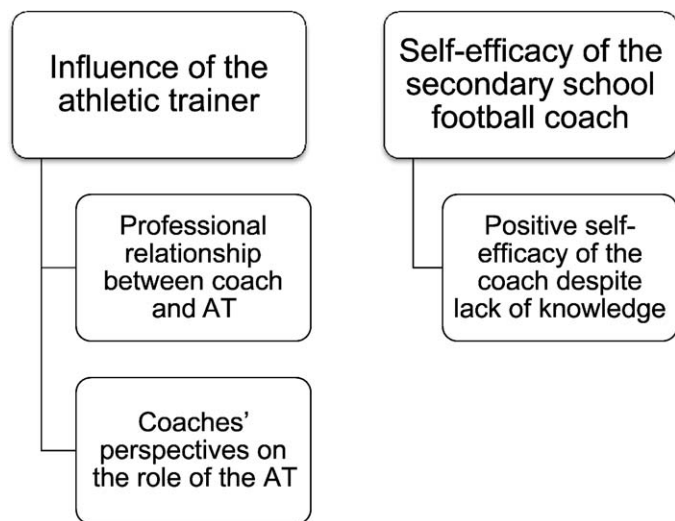 Influence of the
athletic trainer
Professional
relationship
between coach
and AT
Coaches’
perspectives on
the role of the AT
Self-efficacy of the
secondary school
football coach
Positive self-
efficacy of the
coach despite
lack of knowledge